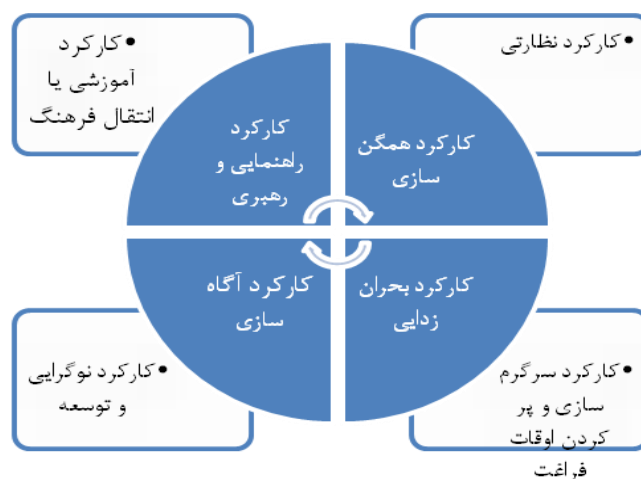 •کارکرد نظارتی
•کارکرد
آموزشی یا
انتقال فرهنگ
کارکرد همگن
سازی
کارکرد
راهنمایی و
رهبری
کارکرد بحران
زدایی
کارکرد آگاه
سازی
•کارکرد سرگرم
سازی و پر
کردن اوقات
فراغت
•کارکرد نوگرایی
و توسعه